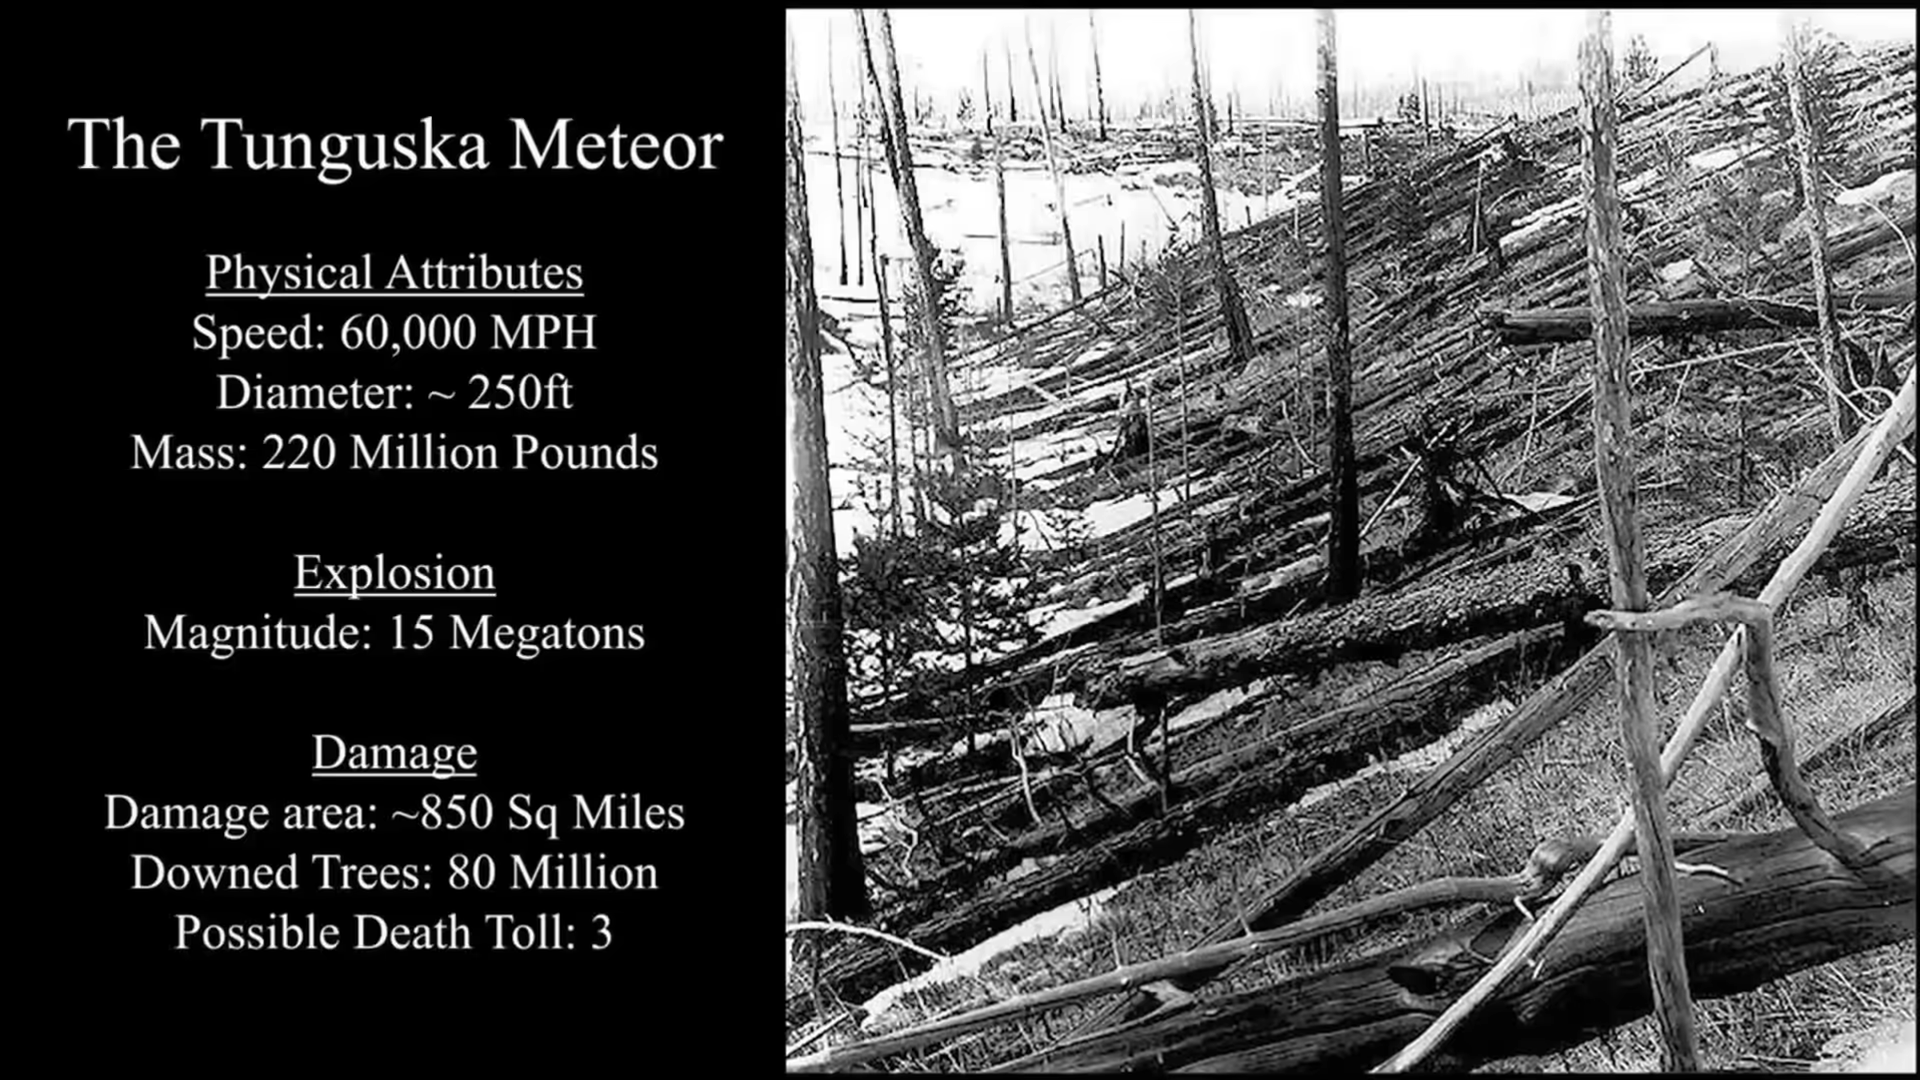 The Tunguska Meteor
Physical Attributes
Speed: 60,000 MPH
Diameter: ~ 250ft
Mass: 220 Million Pounds
Explosion
Magnitude: 15 Megatons
Damage
Damage area: ~850 Sq Miles
Downed Trees: 80 Million
Possible Death Toll: 3